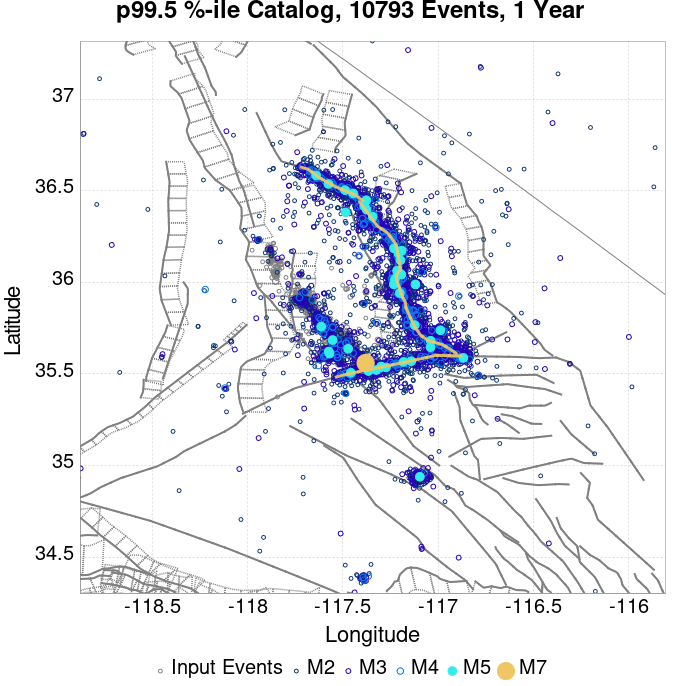 p99.5 %-ile Catalog, 10793 Events, 1 Year
Latitude
37
36.5
36
35.5
35
34.5
-118.5 -118 -117.5 -117 -116.5 -116
Longitude
Input Events M2 M3 M4 M5 M7